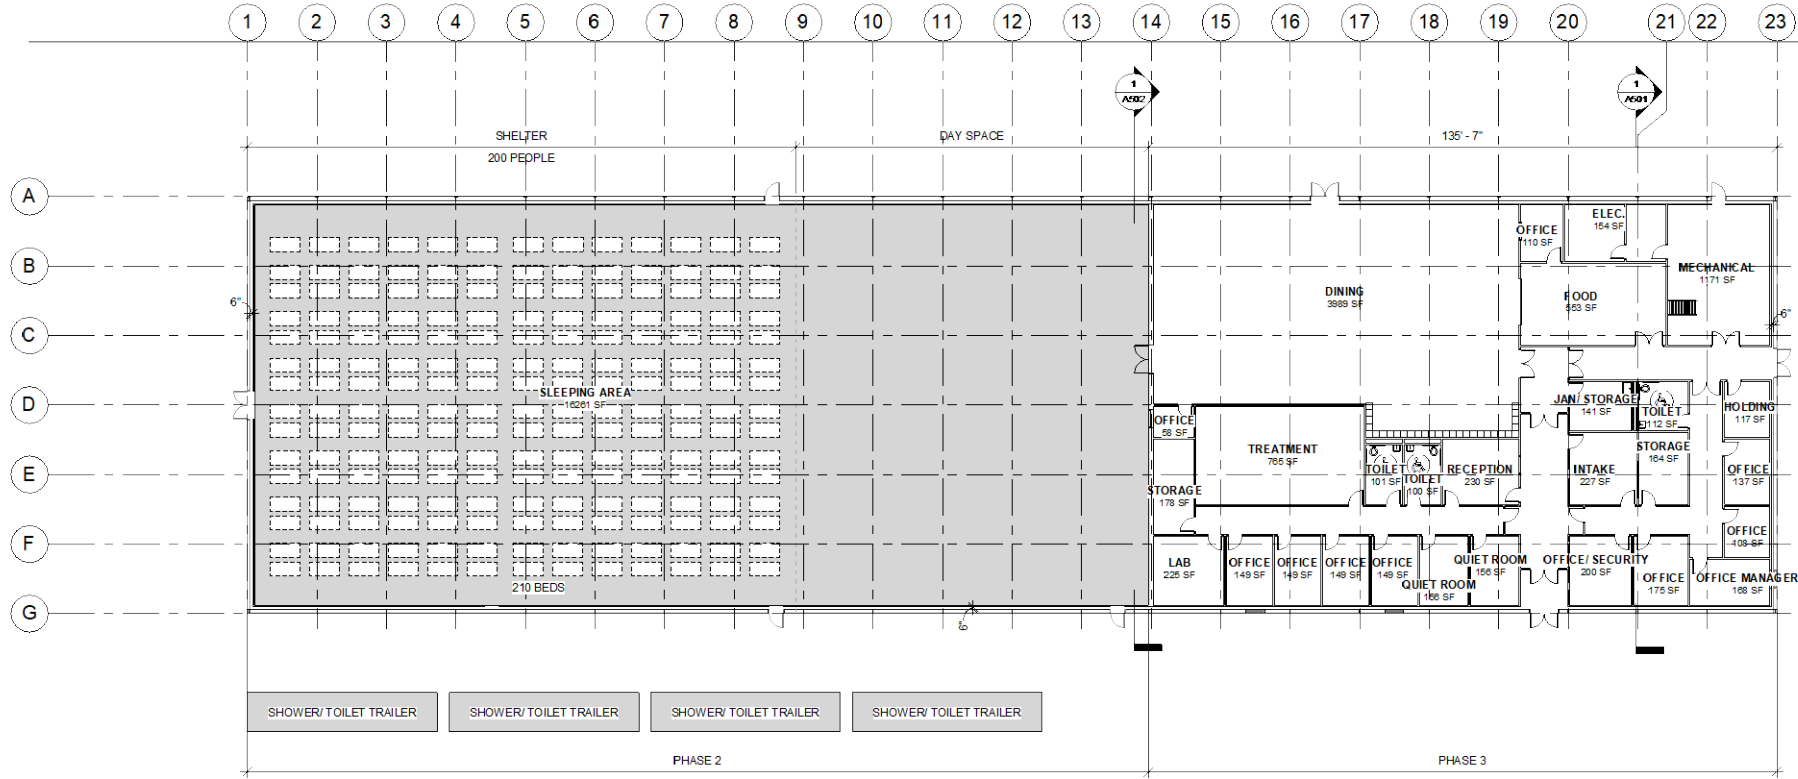 1 2 3 4 5 6 7 8 9 10 11 12 13 14 15 16 17 18 19 20 21 22 23
1 1
A502 A501
SHELTER DAY SPACE 135' - 7"
200 PEOPLE
A
ELEC.
154 SF
OFFICE
110 SF
B
MECHANICAL
1171 SF
DINING
3989 SF
FOOD
553 SF
6"
6"
C
D
SLEEPING AREA
16261 SF
JAN/ STORAGE
141 SF
TOILET
112 SF
HOLDING
117 SF
OFFICE
58 SF
TREATMENT
765 SF
STORAGE
164 SF
E
TOILET
101 SF
TOILET
100 SF
RECEPTION
230 SF
INTAKE
227 SF
OFFICE
137 SF
STORAGE
178 SF
F
OFFICE
108 SF
LAB
225 SF
OFFICE
149 SF
OFFICE
149 SF
OFFICE
149 SF
OFFICE
149 SF
QUIET ROOM
166 SF
QUIET ROOM
156 SF
OFFICE/ SECURITY
200 SF
OFFICE
175 SF
OFFICE MANAGER
168 SF
210 BEDS
G
6"
SHOWER/ TOILET TRAILER SHOWER/ TOILET TRAILER SHOWER/ TOILET TRAILER SHOWER/ TOILET TRAILER
PHASE 2 PHASE 3